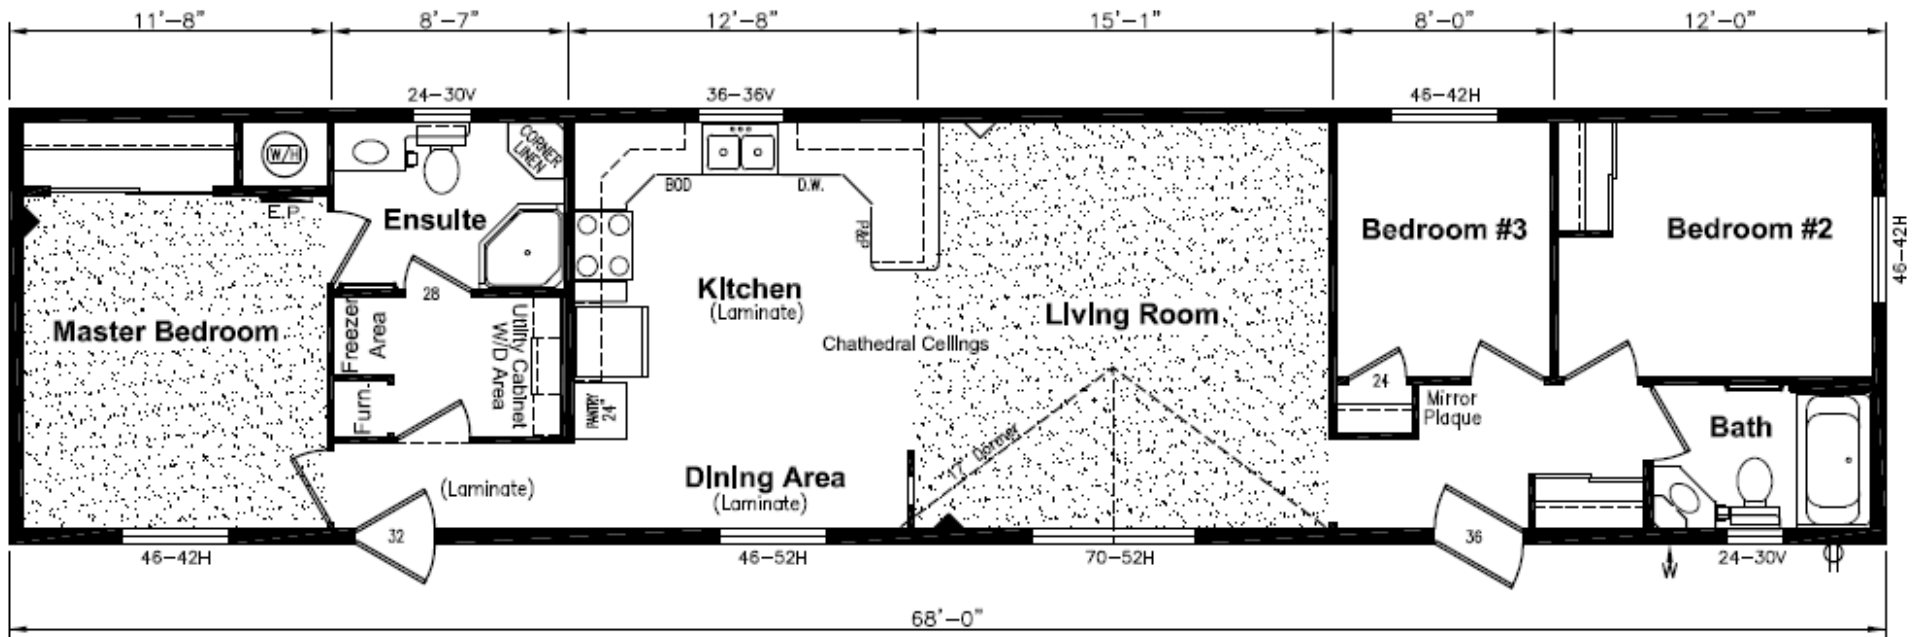 11'-8"
8'-7"
12'-8"
15'-1"
8'-0"
12'-0"
24-30V
36-36V
46-42H
W/H
CORNER
LINEN
E.P.
Ensuite
BOD
D.W.
P&P
Bedroom #3
Bedroom #2
46-42H
28
Kitchen
(Laminate)
Living Room
Master Bedroom
Freezer
Area
Utility Cabinet
W/D Area
Chathedral Ceilings
Furn.
PANTRY
24"
24
Mirror
Plaque
Bath
17' Dormer
Dining Area
(Laminate)
(Laminate)
32
36
46-42H
46-52H
70-52H
W
24-30V
H
68'-0"